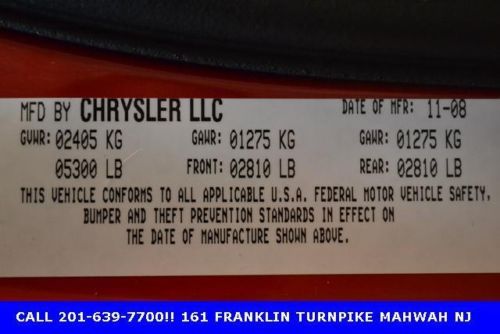 MFD BY CHRYSLER LLC DATE OF MFR: 11-08
GVWR: 02405 KG GAWR: 01275 KG GAWR: 01275 KG
05300 LB FRONT: 02810 LB REAR: 02810 LB
THIS VEHICLE CONFORMS TO ALL APPLICABLE U.S.A. FEDERAL MOTOR VEHICLE SAFETY,
BUMPER AND THEFT PREVENTION STANDARDS IN EFFECT ON
THE DATE OF MANUFACTURE SHOWN ABOVE.
CALL 201-639-7700!! 161 FRANKLIN TURNPIKE MAHWAH NJ